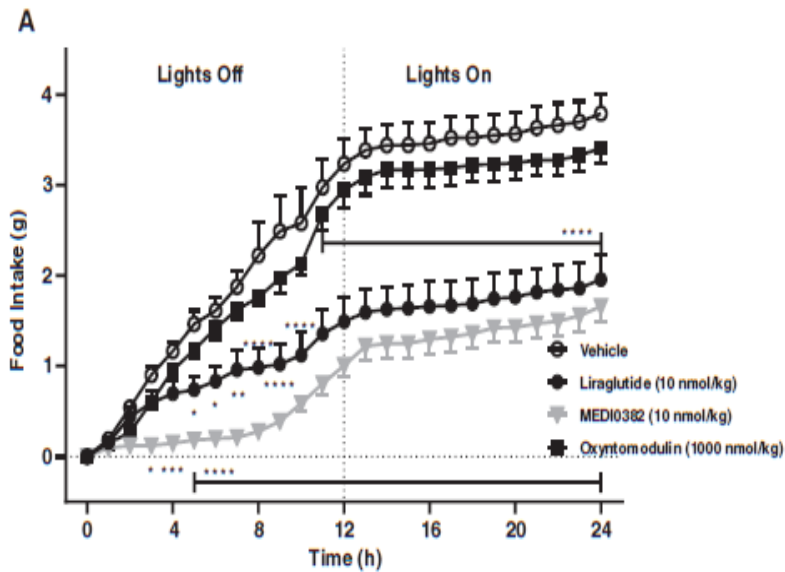 A
Lights Off
Lights On
4
3
2
1
0
Food Intake (g)
****
****
****
*
*
**
****
*
***
****
Vehicle
Liraglutide (10 nmol/kg)
MEDI0382 (10 nmol/kg)
Oxyntomodulin (1000 nmol/kg)
0
4
8
12
16
20
24
Time (h)